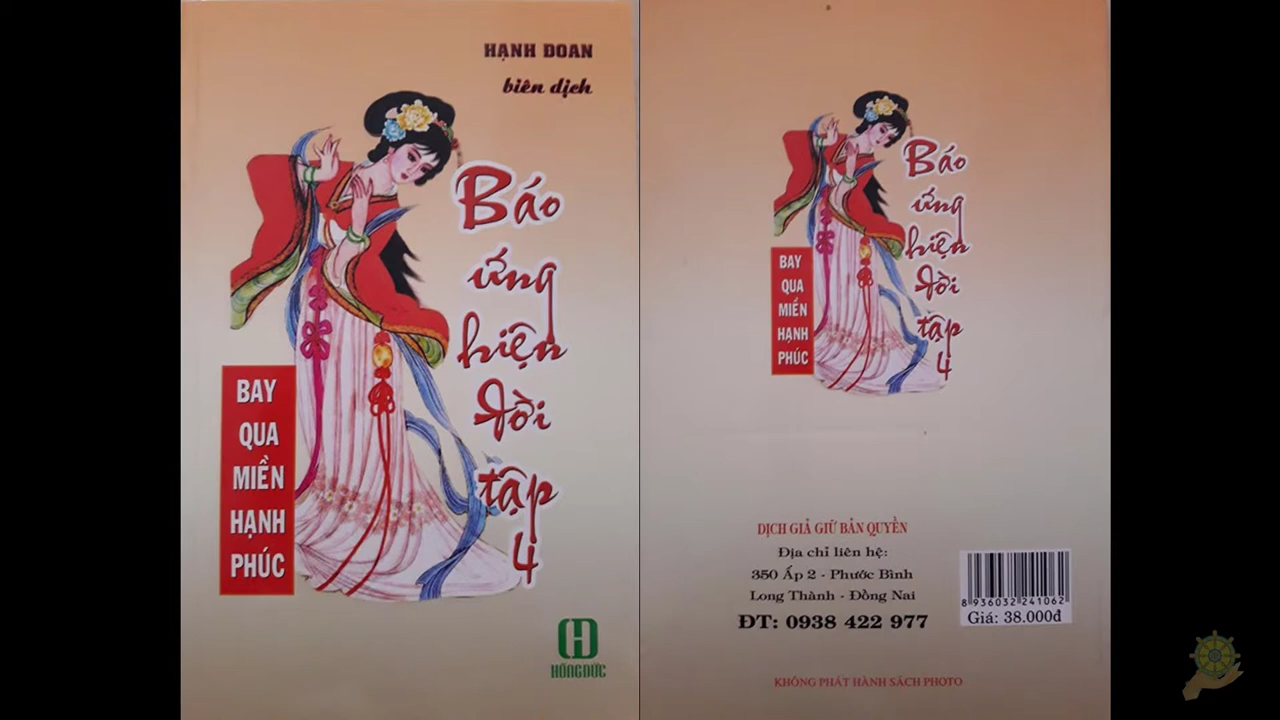 HẠNH ĐOAN
biên dịch
Báo
ứng
hiện
đời
tập
4
BAY
QUA
MIỀN
HẠNH
PHÚC
HỒNG ĐỨC
Báo
ứng
hiện
đời
tập
4
BAY
QUA
MIỀN
HẠNH
PHÚC
DỊCH GIẢ GIỮ BẢN QUYỀN
Địa chỉ liên hệ:
350 Ấp 2 - Phước Bình
Long Thành - Đồng Nai
ĐT: 0938 422 977
8 936032 241062
Giá: 38.000đ
KHÔNG PHÁT HÀNH SÁCH PHOTO